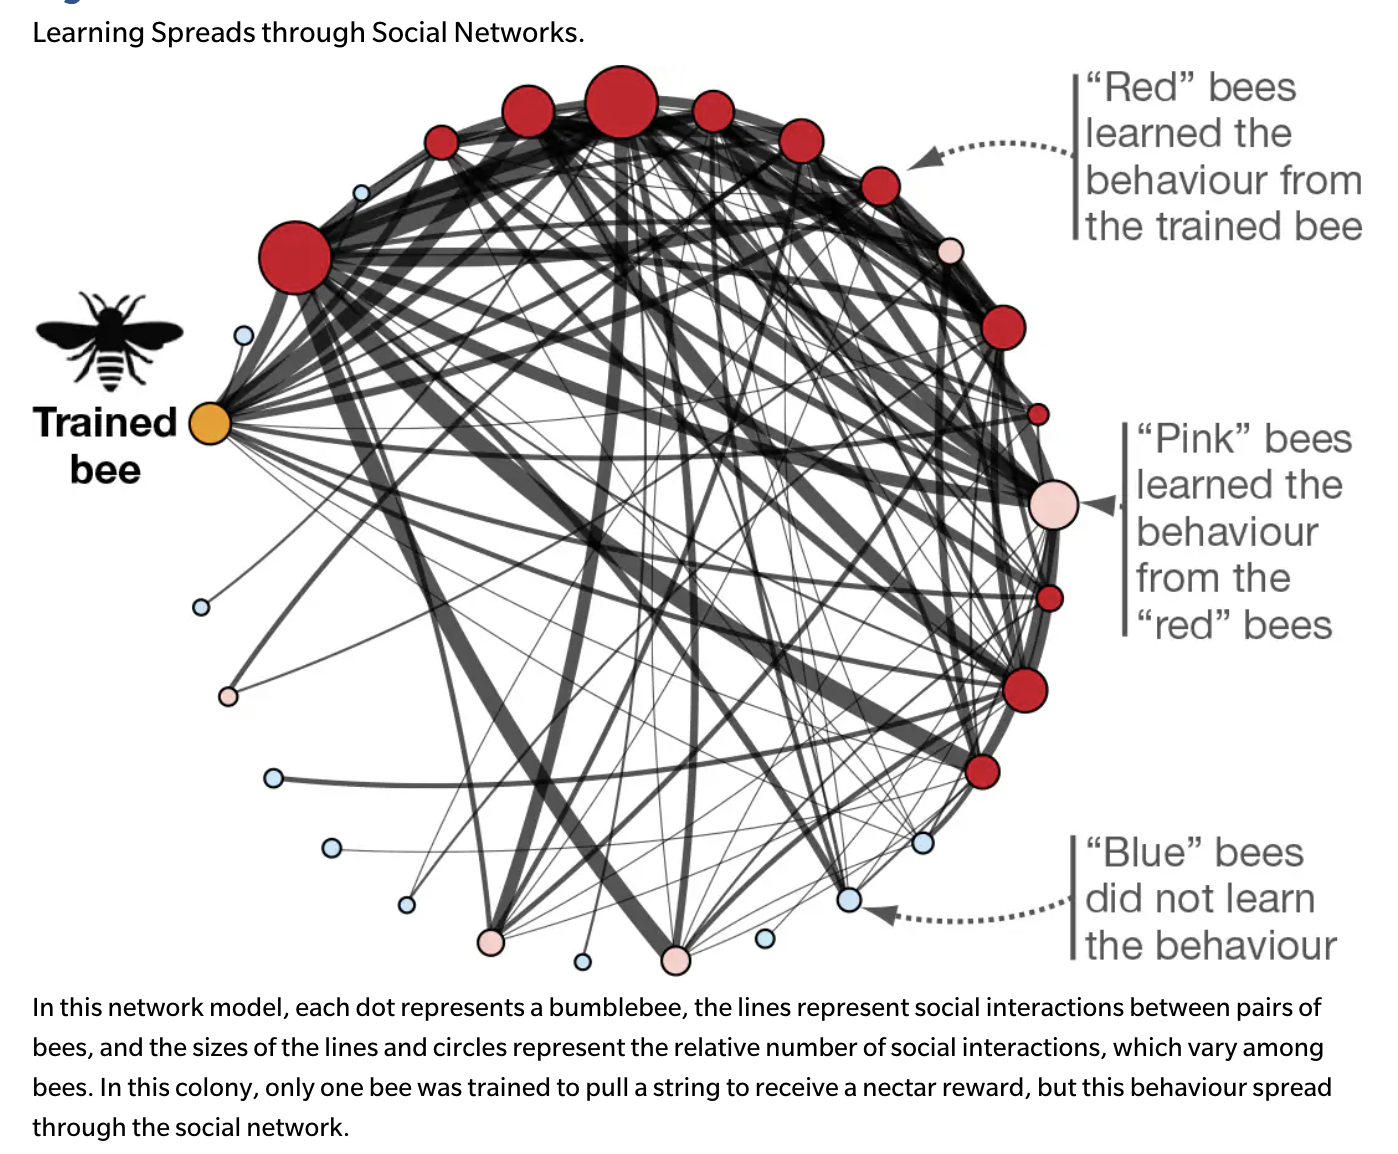 Learning Spreads through Social Networks.
“Red” bees
learned the
behaviour from
the trained bee
Trained
bee
“Pink” bees
learned the
behaviour
from the
“red” bees
“Blue” bees
did not learn
the behaviour
In this network model, each dot represents a bumblebee, the lines represent social interactions between pairs of
bees, and the sizes of the lines and circles represent the relative number of social interactions, which vary among
bees. In this colony, only one bee was trained to pull a string to receive a nectar reward, but this behaviour spread
through the social network.